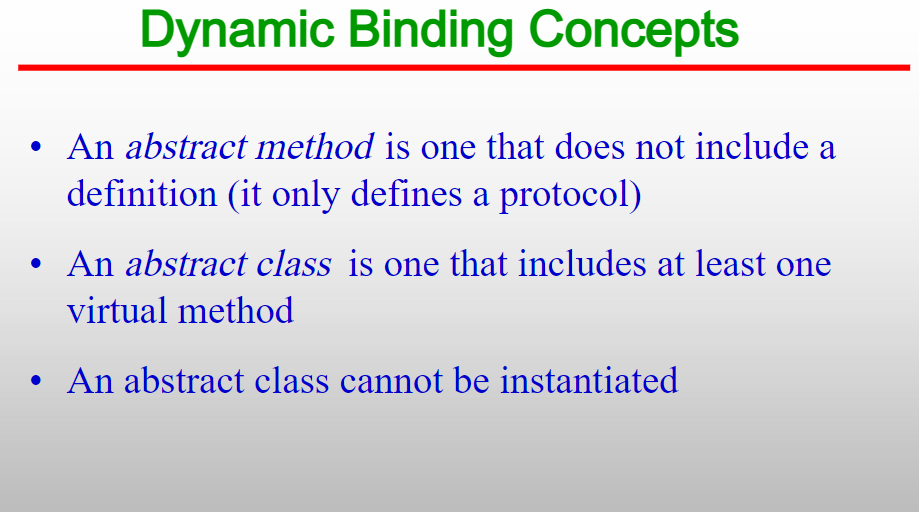 Dynamic Binding Concepts
• An abstract method is one that does not include a
definition (it only defines a protocol)
• An abstract class is one that includes at least one
virtual method
• An abstract class cannot be instantiated